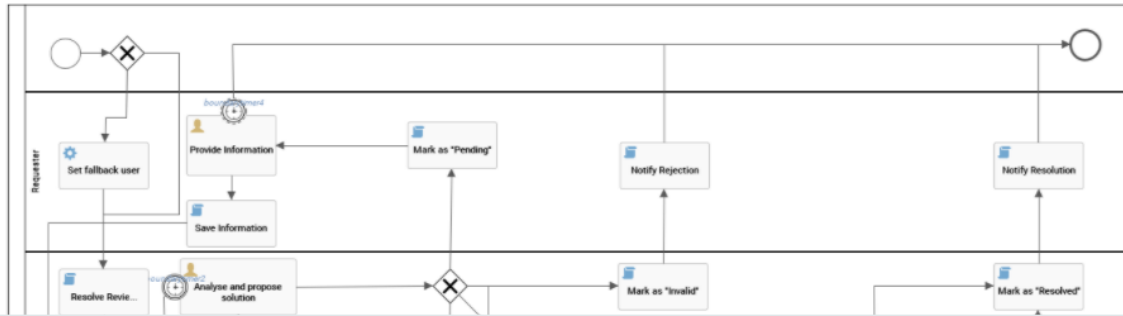 Provide Information
Mark as "Pending"
Requester
Set fallback user
Notify Rejection
Notify Resolution
Save Information
Resolve Revie...
Analyse and propose
solution
Mark as "Invalid"
Mark as "Resolved"